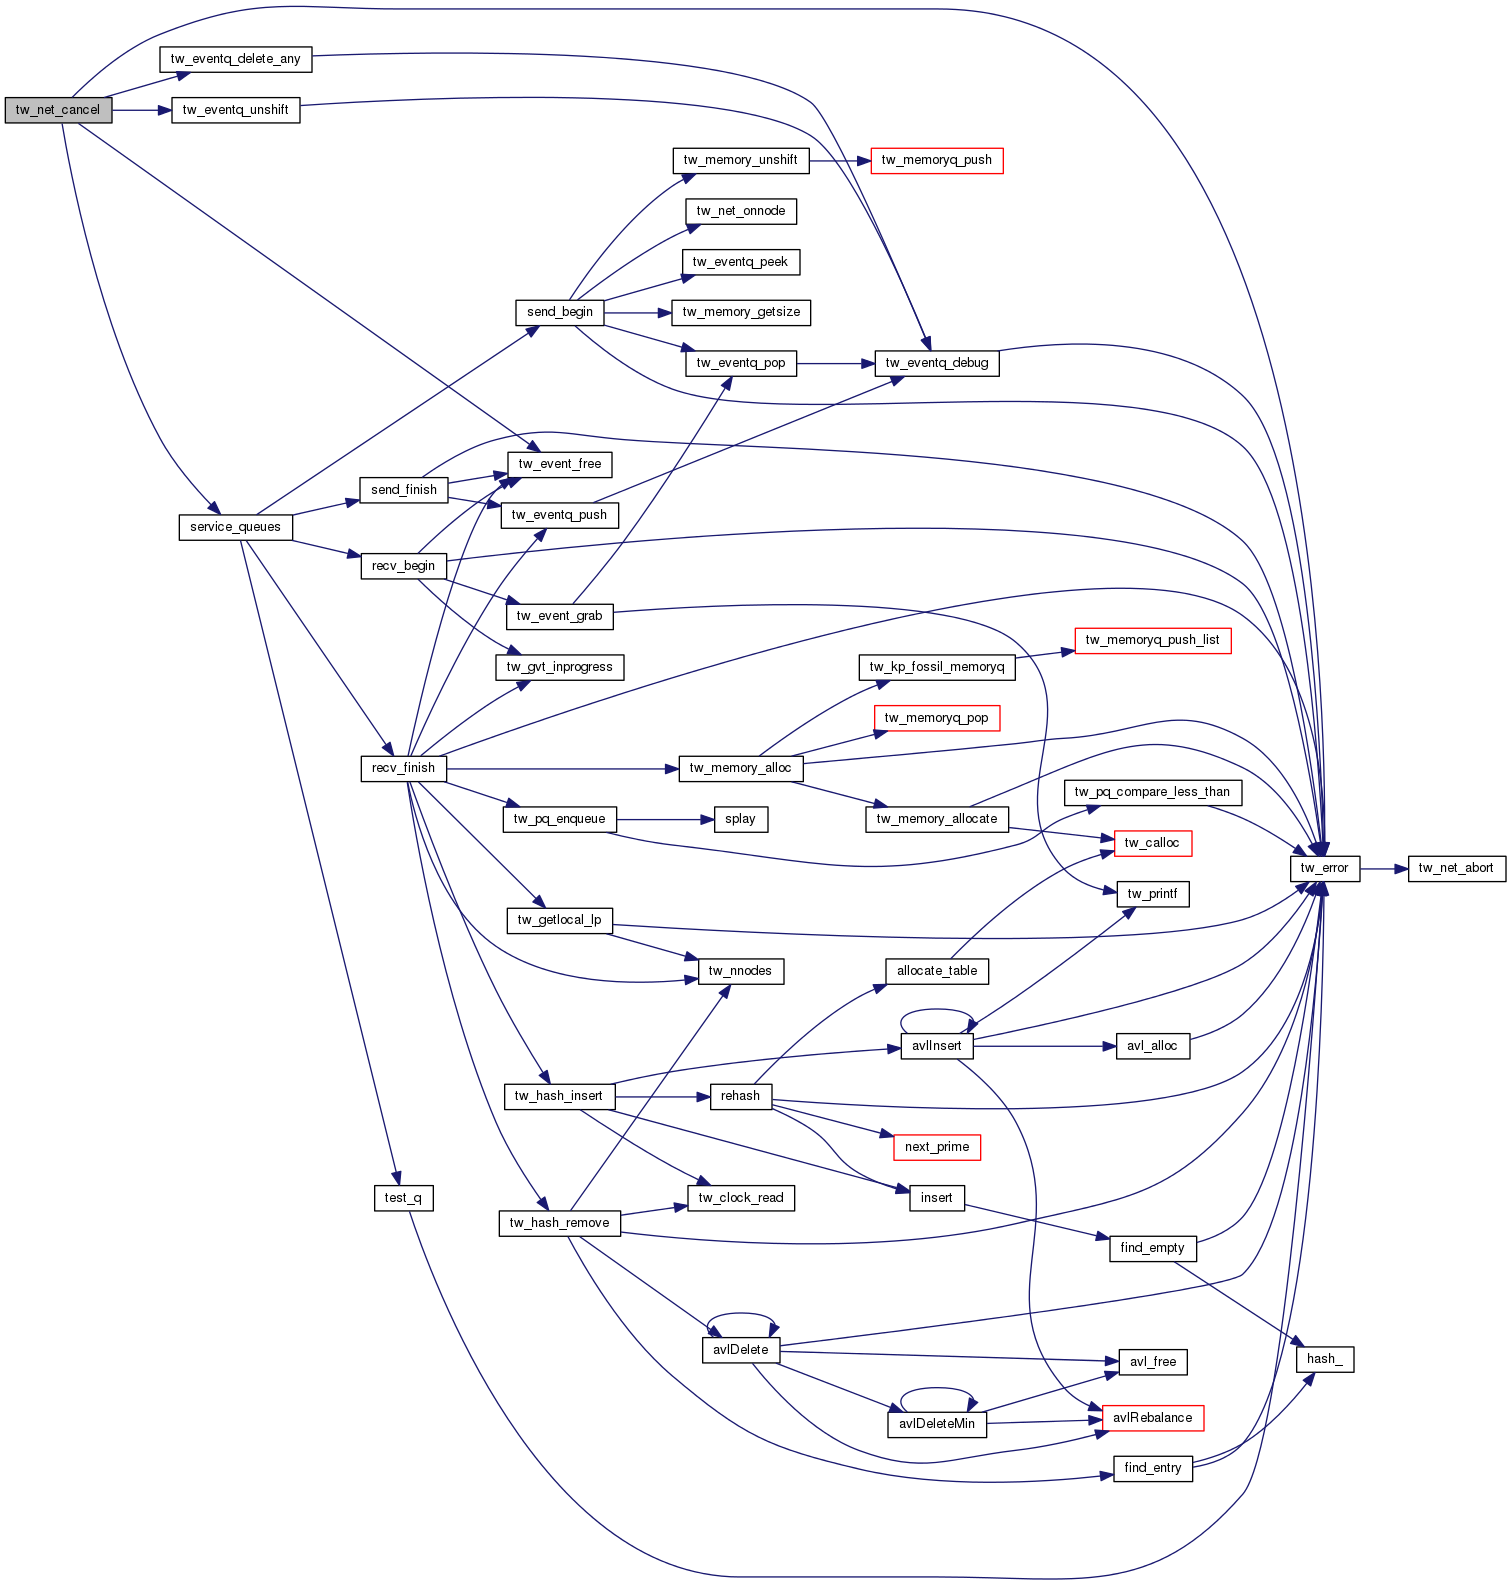 tw_net_cancel
tw_eventq_delete_any
tw_eventq_unshift
tw_memory_unshift
tw_memoryq_push
tw_net_onnode
tw_eventq_peek
send_begin
tw_memory_getsize
tw_eventq_pop
tw_eventq_debug
tw_event_free
send_finish
tw_eventq_push
service_queues
recv_begin
tw_event_grab
tw_memoryq_push_list
tw_gvt_inprogress
tw_kp_fossil_memoryq
tw_memoryq_pop
recv_finish
tw_memory_alloc
tw_pq_compare_less_than
tw_pq_enqueue
splay
tw_memory_allocate
tw_calloc
tw_error
tw_net_abort
tw_printf
tw_getlocal_lp
tw_nnodes
allocate_table
avlInsert
avl_alloc
tw_hash_insert
rehash
next_prime
test_q
tw_clock_read
insert
tw_hash_remove
find_empty
avlDelete
avl_free
hash_
avlDeleteMin
avlRebalance
find_entry